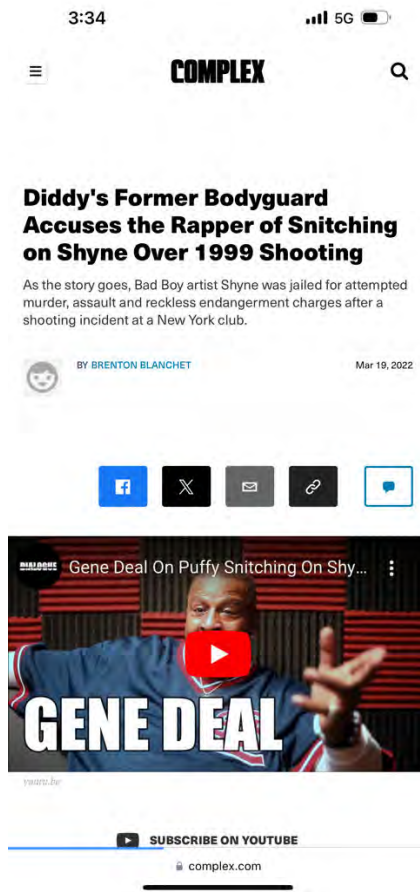 3:34
5G
COMPLEX
Diddy's Former Bodyguard
Accuses the Rapper of Snitching
on Shyne Over 1999 Shooting
As the story goes, Bad Boy artist Shyne was jailed for attempted
murder, assault and reckless endangerment charges after a
shooting incident at a New York club.
BY BRENTON BLANCHET
Mar 19, 2022
DIALOGUE
Gene Deal On Puffy Snitching On Shy...
GENE DEAL
youtu.be
SUBSCRIBE ON YOUTUBE
complex.com